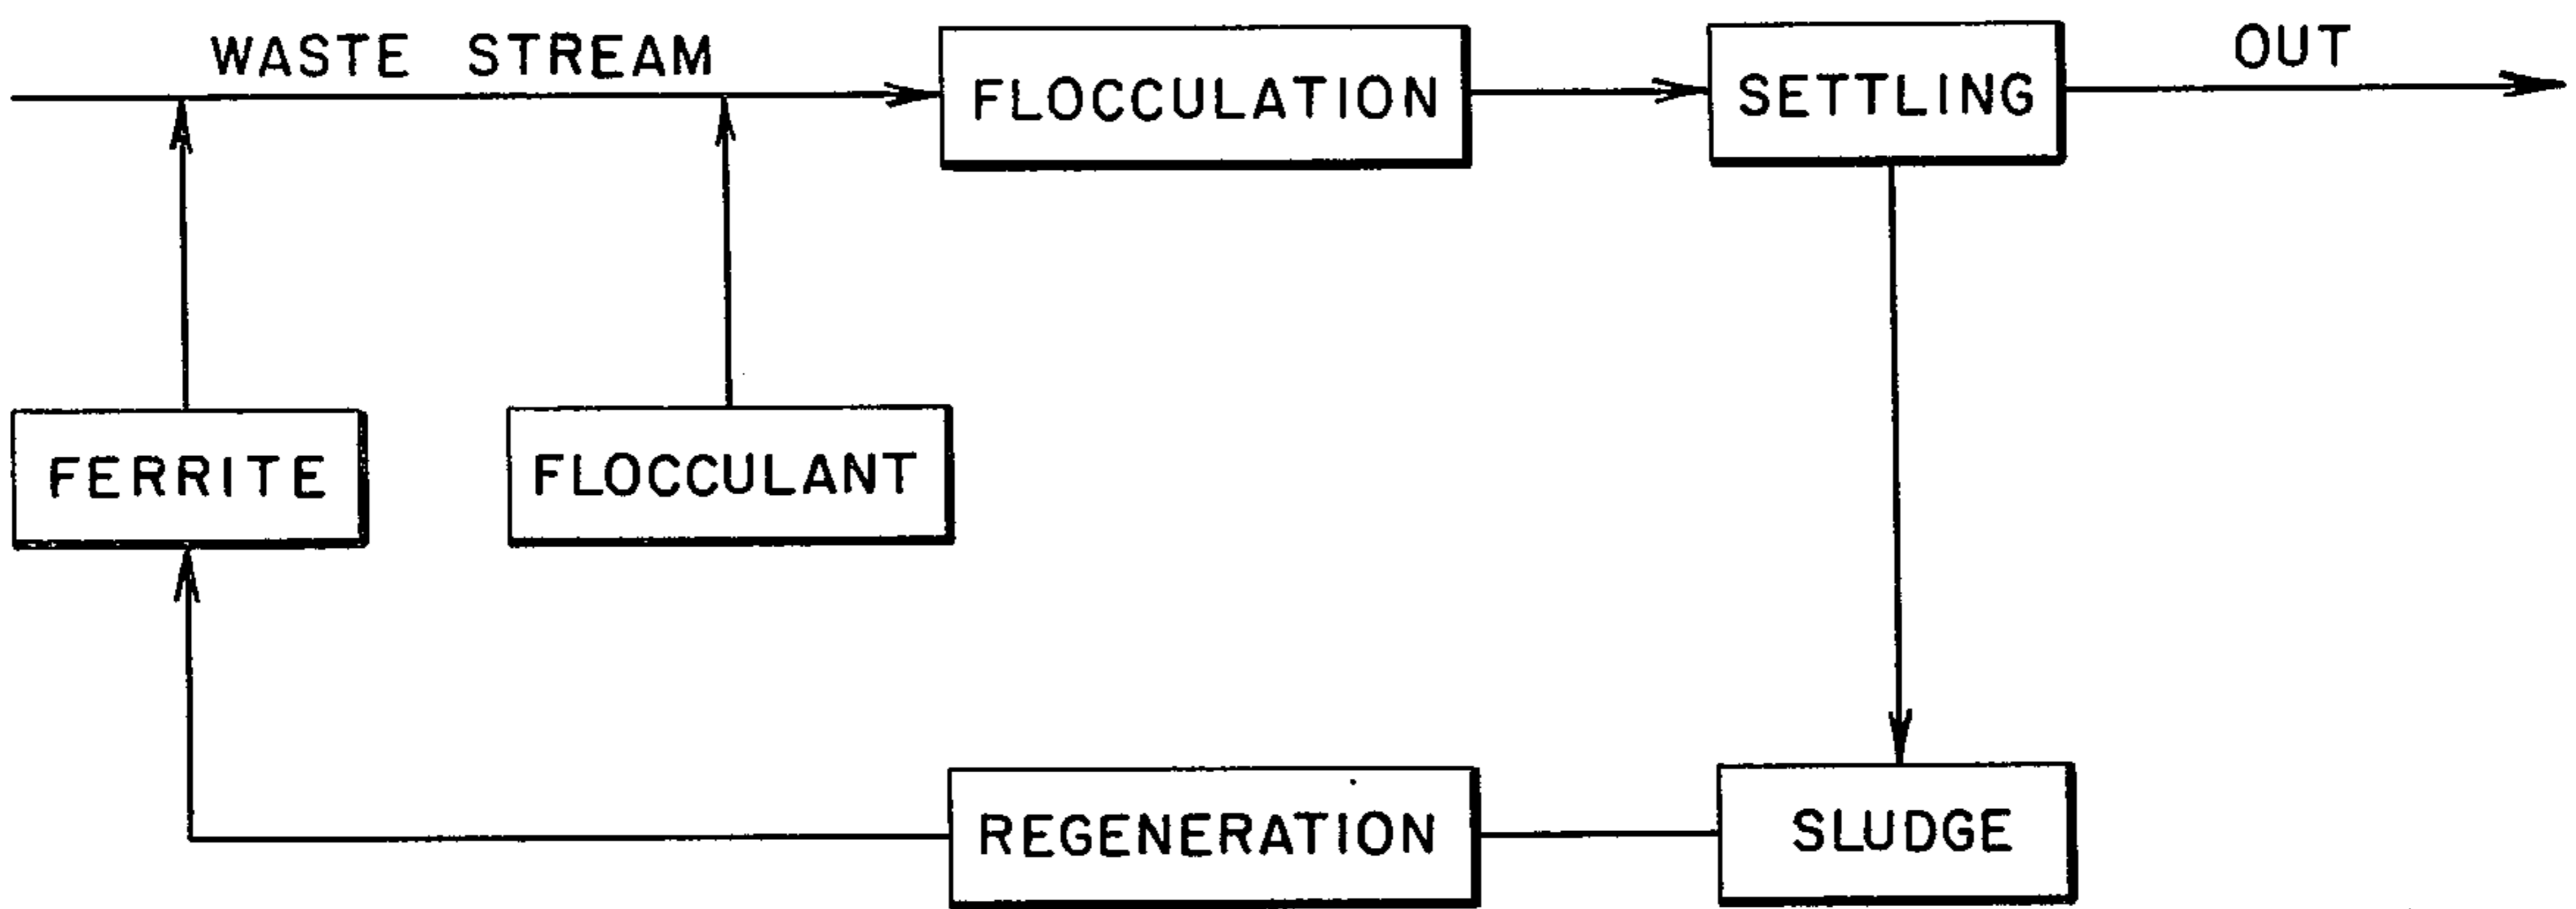 WASTE STREAM
FLOCCULATION
SETTLING
OUT
FERRITE
FLOCCULANT
REGENERATION
SLUDGE